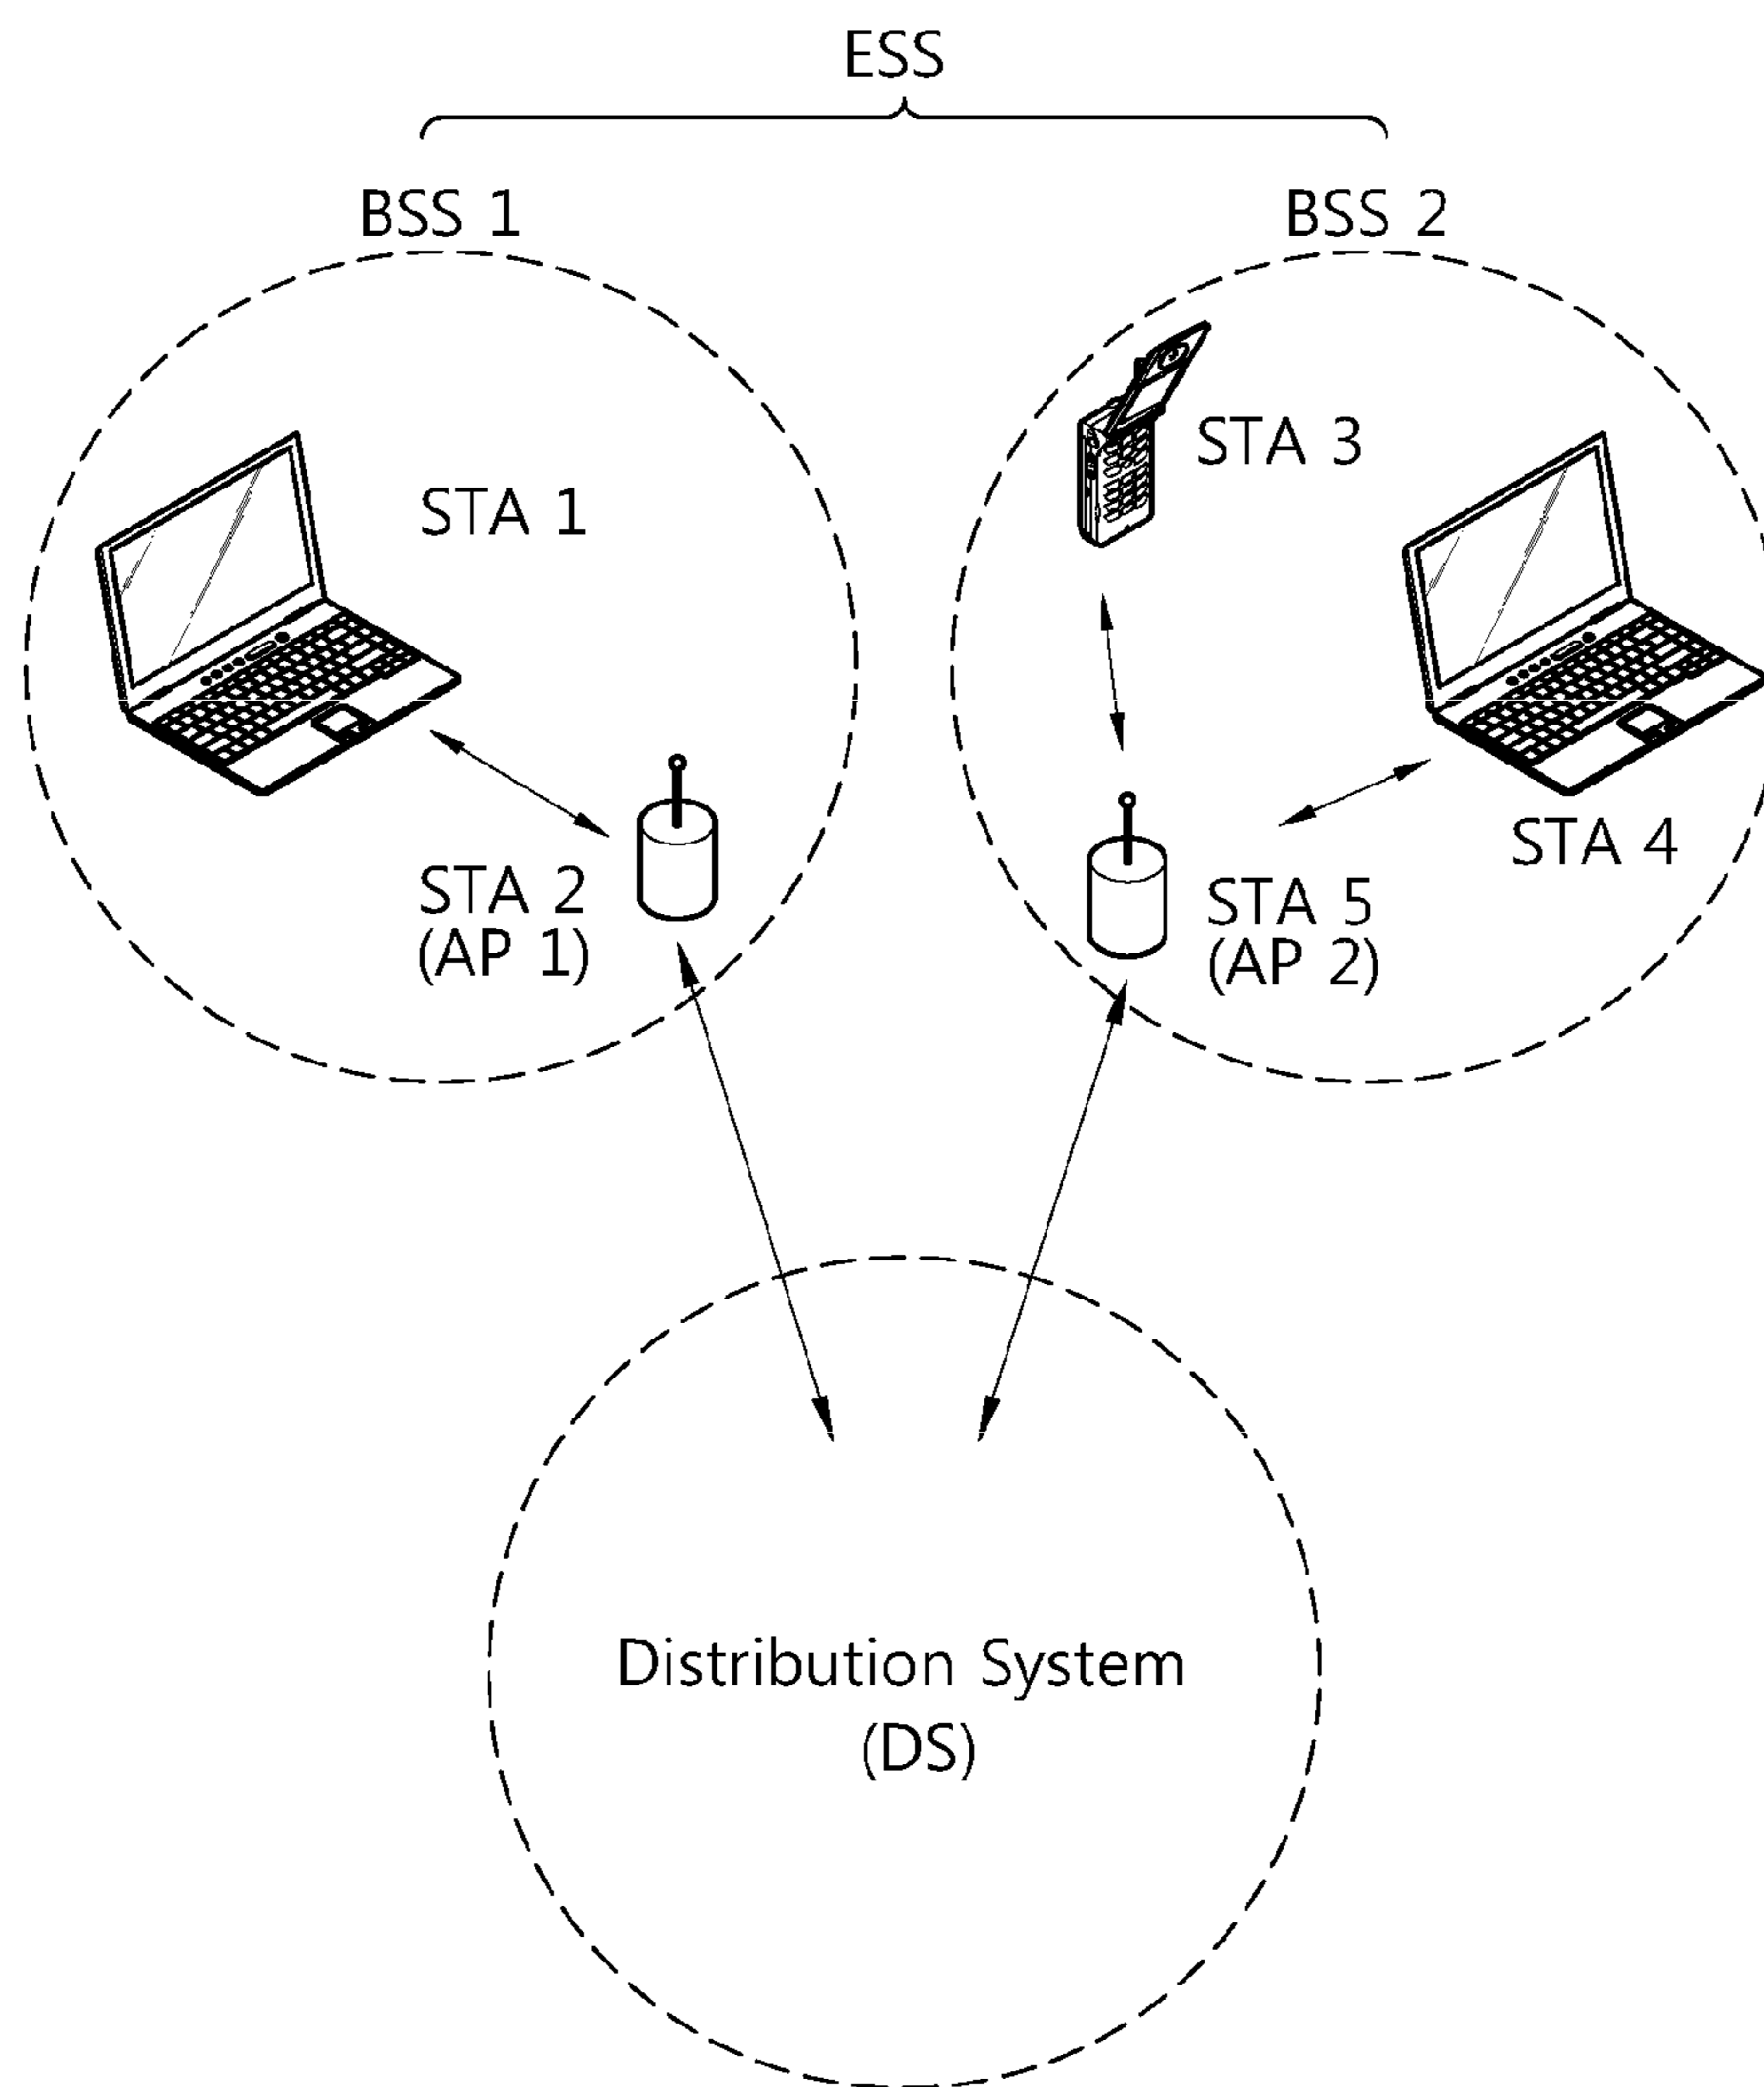 ESS
BSS 1
BSS 2
STA 1
STA 3
STA 2
(AP 1)
STA 4
STA 5
(AP 2)
Distribution System
(DS)